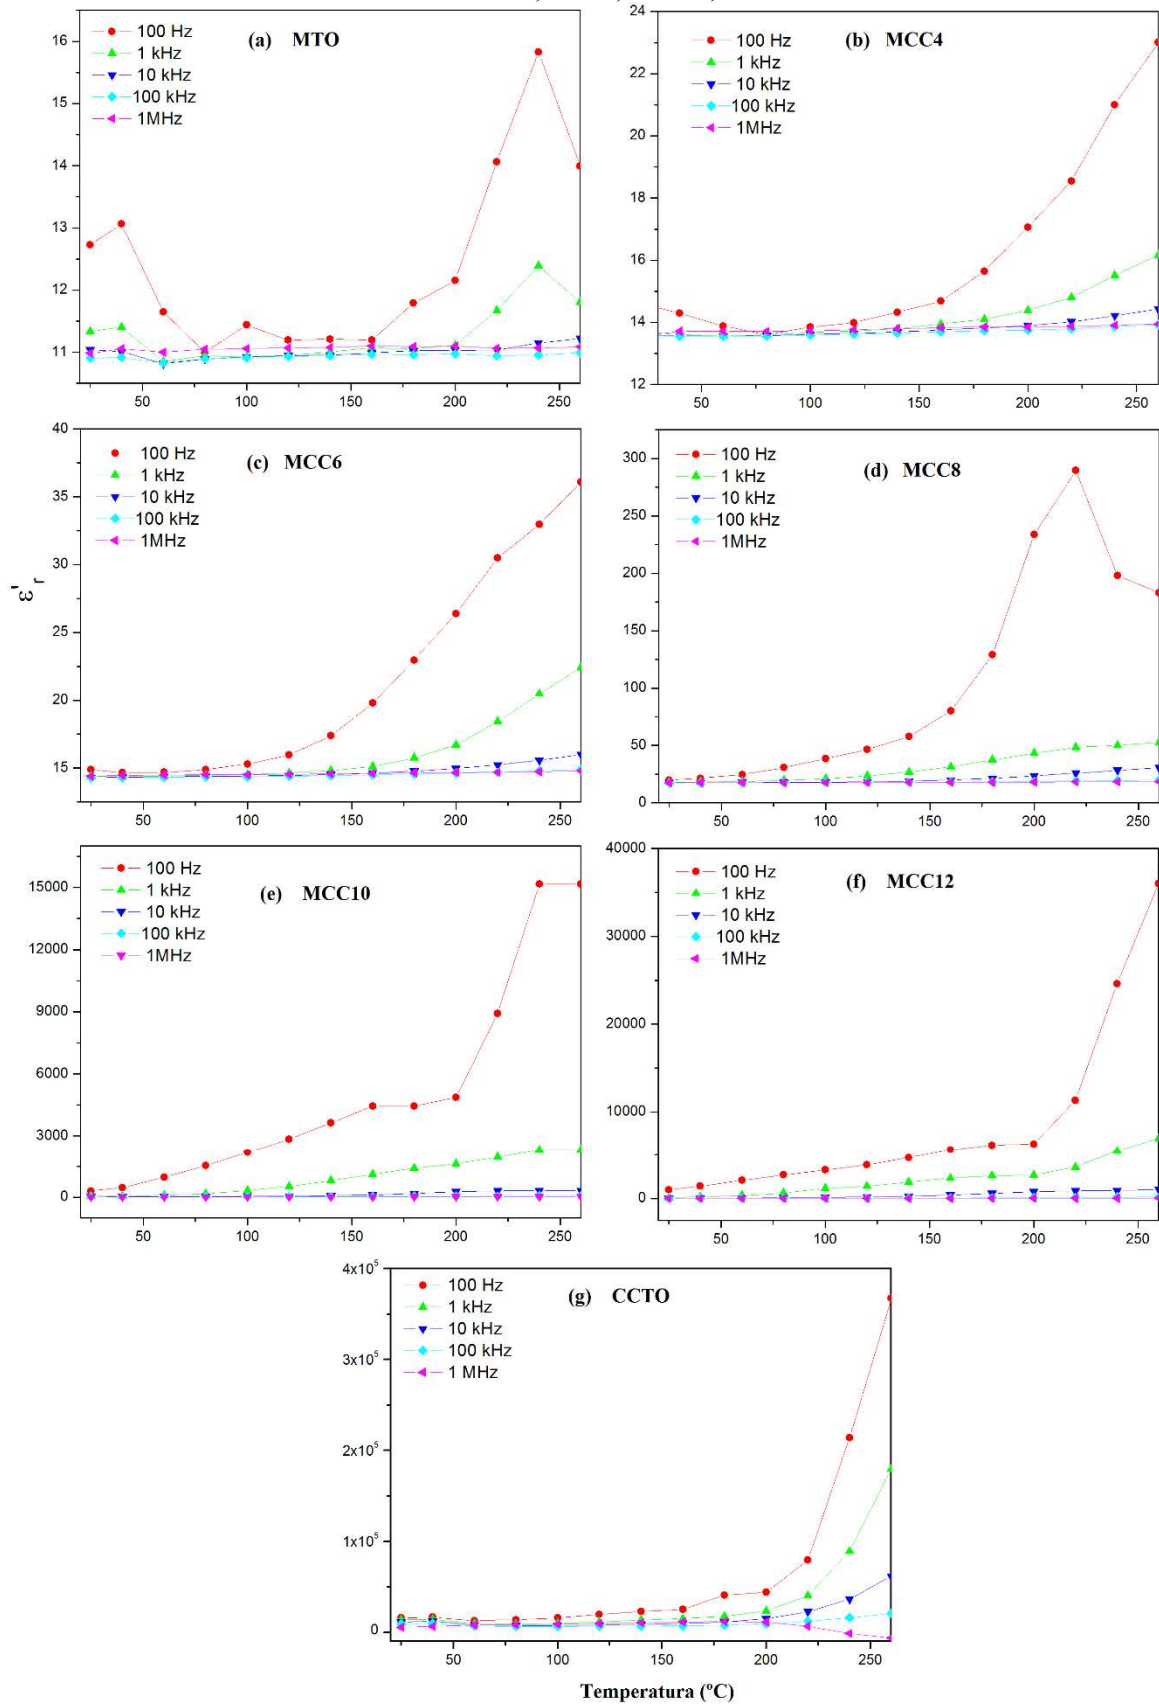 (a) MTO
100 Hz
1 kHz
10 kHz
100 kHz
1MHz
16
15
14
13
12
11
50 100 150 200 250
(b) MCC4
100 Hz
1 kHz
10 kHz
100 kHz
1MHz
24
22
20
18
16
14
12
50 100 150 200 250
ε'r
(c) MCC6
100 Hz
1 kHz
10 kHz
100 kHz
1MHz
40
35
30
25
20
15
50 100 150 200 250
(d) MCC8
100 Hz
1 kHz
10 kHz
100 kHz
1MHz
300
250
200
150
100
50
0
50 100 150 200 250
(e) MCC10
100 Hz
1 kHz
10 kHz
100 kHz
1MHz
15000
12000
9000
6000
3000
0
50 100 150 200 250
(f) MCC12
100 Hz
1 kHz
10 kHz
100 kHz
1MHz
40000
30000
20000
10000
0
50 100 150 200 250
(g) CCTO
100 Hz
1 kHz
10 kHz
100 kHz
1 MHz
4x10⁵
3x10⁵
2x10⁵
1x10⁵
0
50 100 150 200 250
Temperatura (ºC)